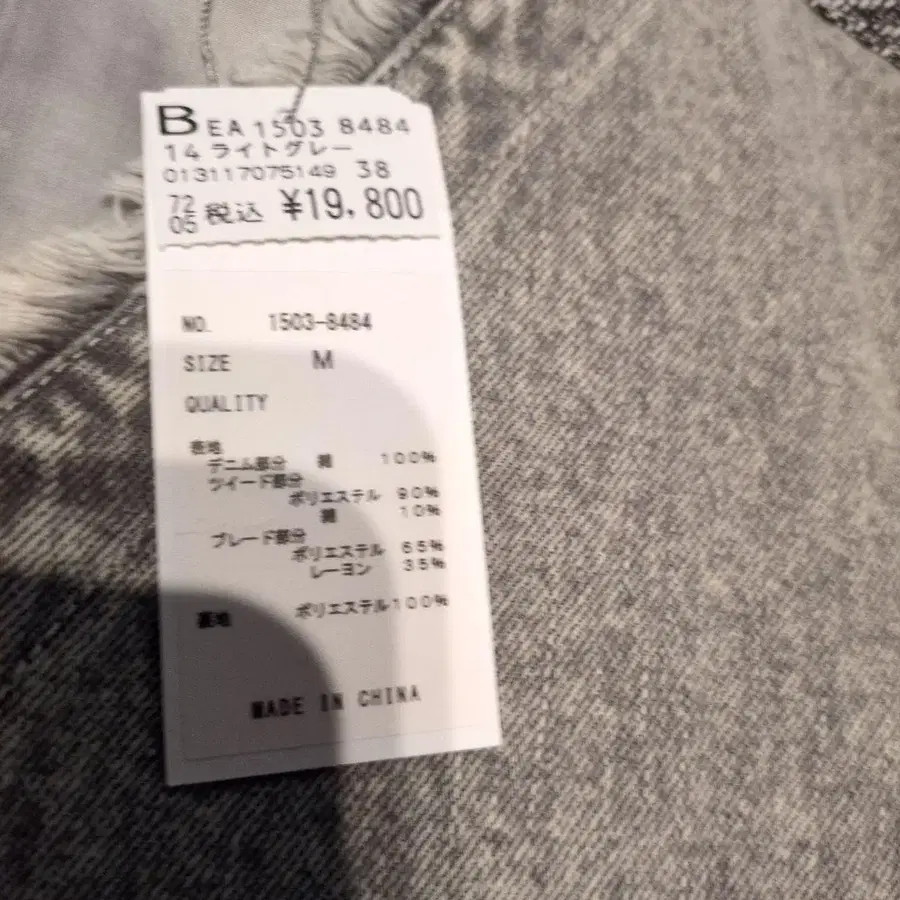 B EA 1503 8484
14 ライトグレー
013117075149 38
72 05 税込 ¥19,800
NO. 1503-8484
SIZE M
QUALITY
表地
デニム部分 綿 100%
ツイード部分
ポリエステル 90%
綿 10%
ブレード部分
ポリエステル 65%
レーヨン 35%
裏地 ポリエステル100%
MADE IN CHINA